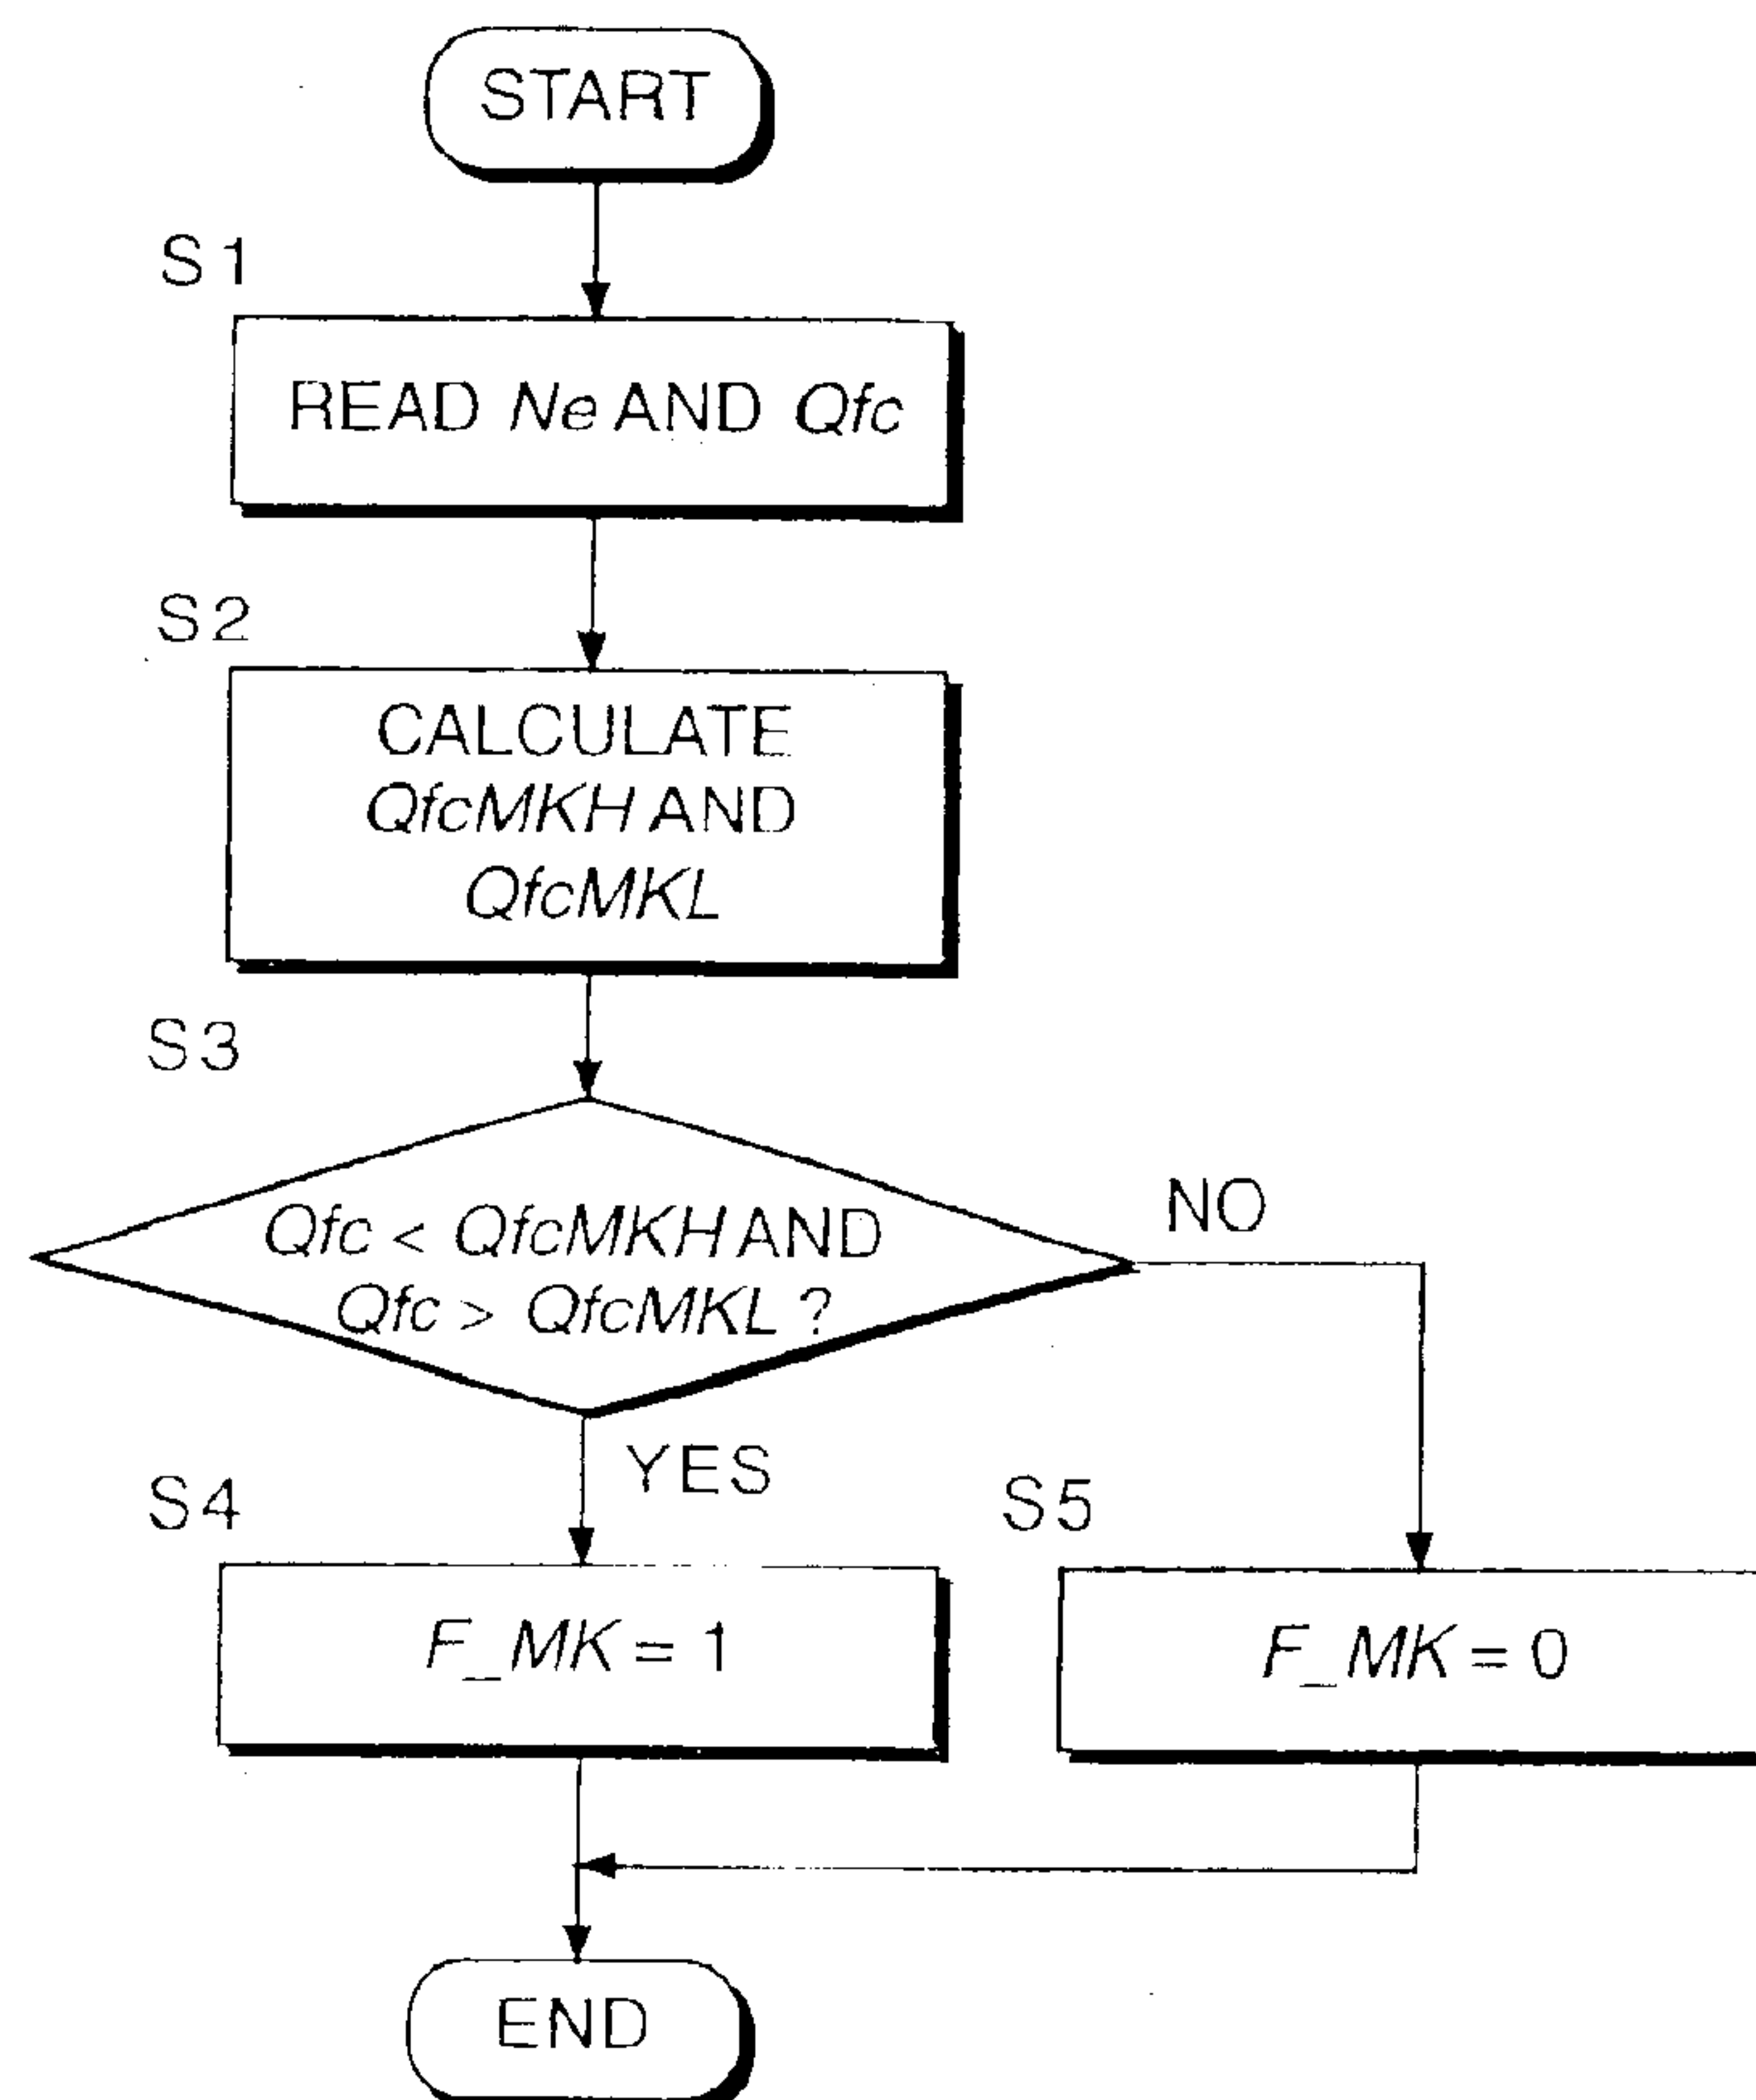 START
S1
READ Ne AND Qfc
S2
CALCULATE
QfcMKH AND
QfcMKL
S3
Qfc < QfcMKH AND
Qfc > QfcMKL ?
NO
YES
S4
F_MK = 1
S5
F_MK = 0
END